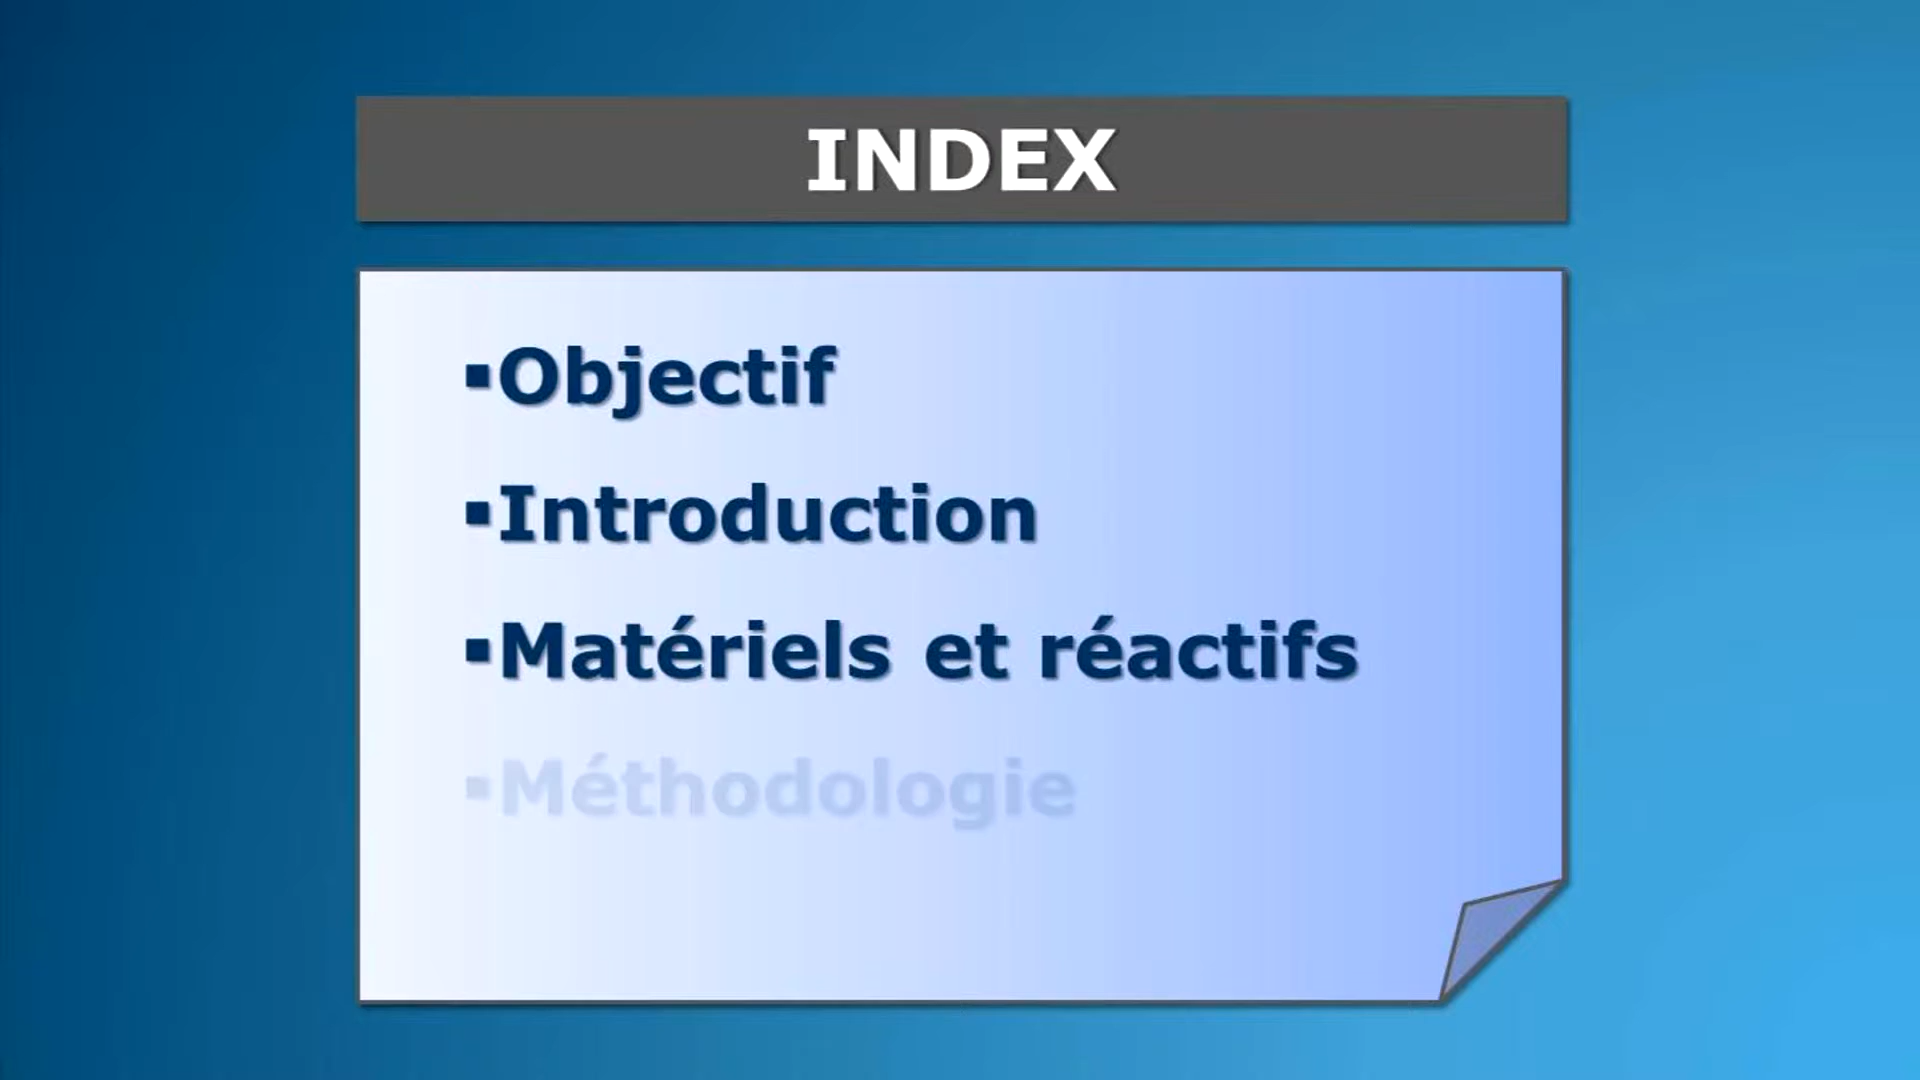 INDEX
▪Objectif
▪Introduction
▪Matériels et réactifs
▪Méthodologie